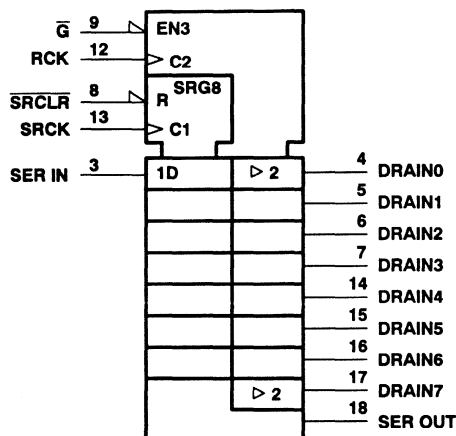 G 9 EN3
RCK 12 C2
SRG8
SRCLR 8 R
SRCK 13 C1
SER IN 3 1D ▷ 2 4 DRAIN0
5 DRAIN1
6 DRAIN2
7 DRAIN3
14 DRAIN4
15 DRAIN5
16 DRAIN6
▷ 2 17 DRAIN7
18 SER OUT